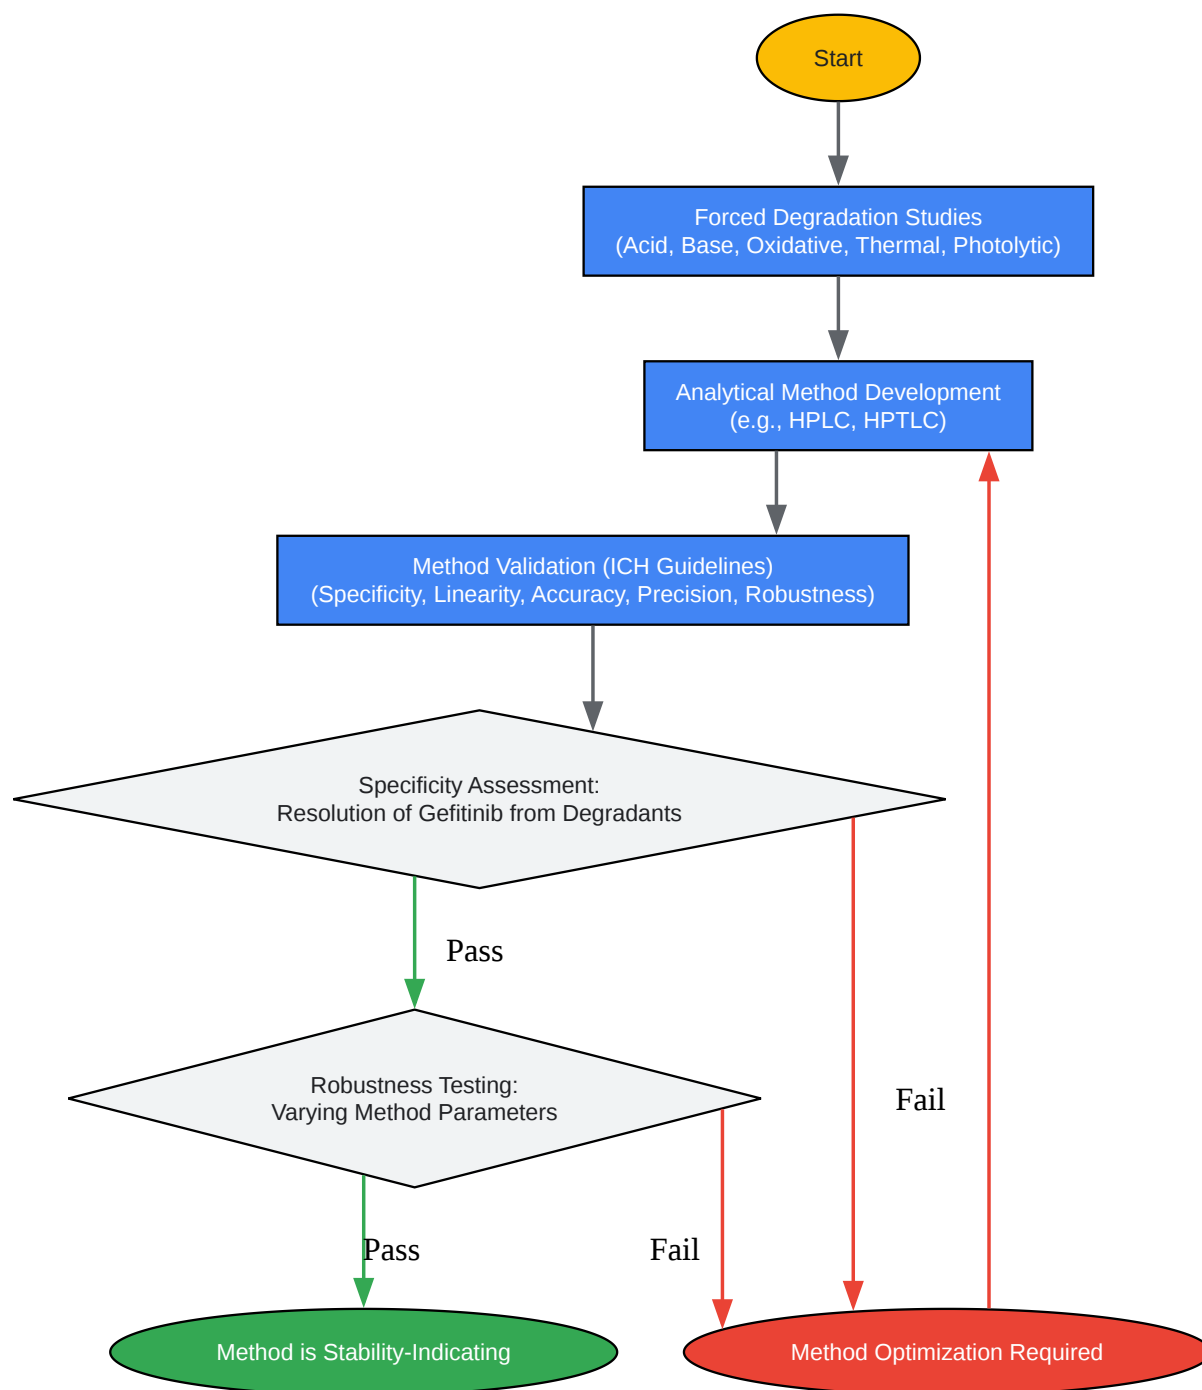 Start
Forced Degradation Studies
(Acid, Base, Oxidative, Thermal, Photolytic)
Analytical Method Development
(e.g., HPLC, HPTLC)
Method Validation (ICH Guidelines)
(Specificity, Linearity, Accuracy, Precision, Robustness)
Specificity Assessment:
Resolution of Gefitinib from Degradants
Pass
Robustness Testing:
Varying Method Parameters
Fail
Pass
Fail
Method is Stability-Indicating
Method Optimization Required